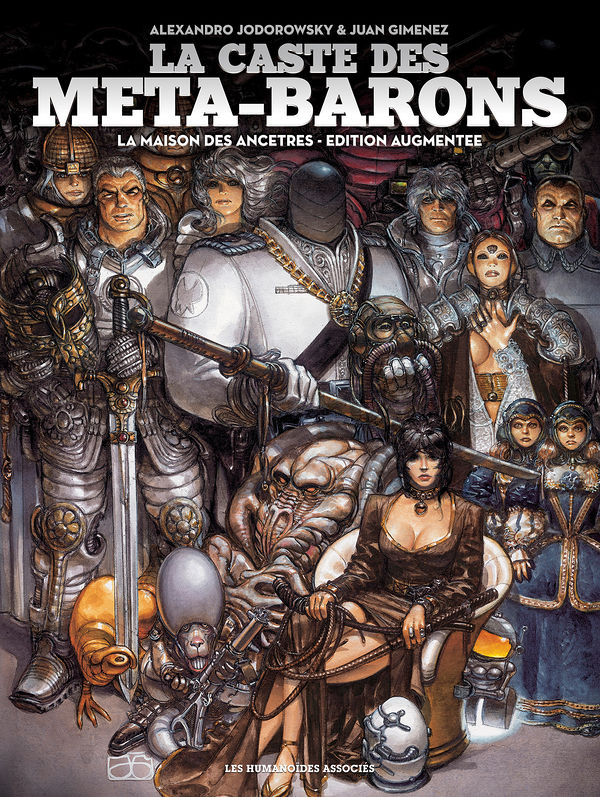 ALEXANDRO JODOROWSKY & JUAN GIMENEZ
LA CASTE DES
META-BARONS
LA MAISON DES ANCETRES - EDITION AUGMENTEE
LES HUMANOÏDES ASSOCIÉS